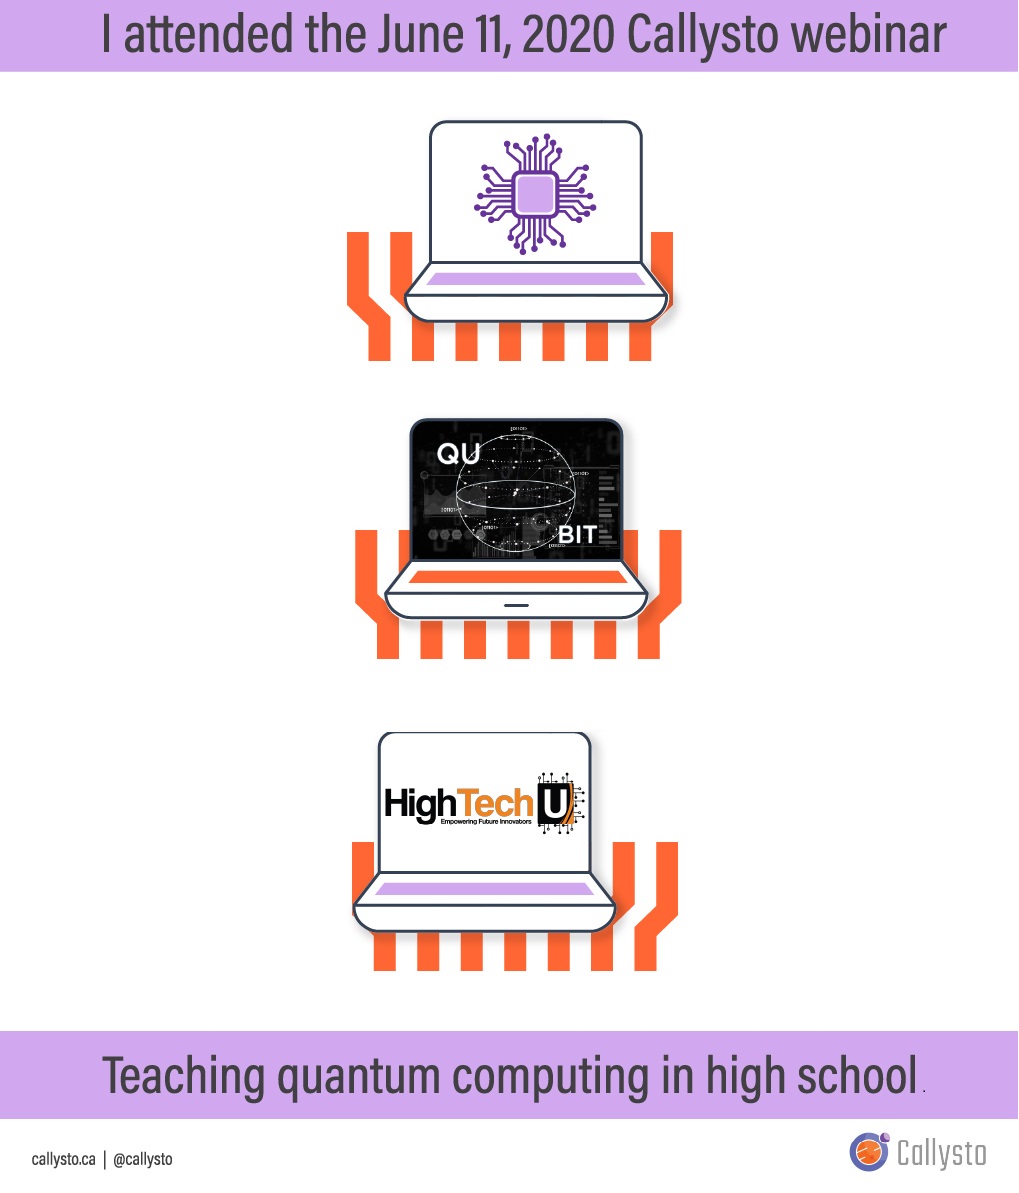 I attended the June 11, 2020 Callysto webinar
QU
BIT
HighTech U
Empowering Future Innovators
Teaching quantum computing in high school.
callysto.ca | @callysto
Callysto